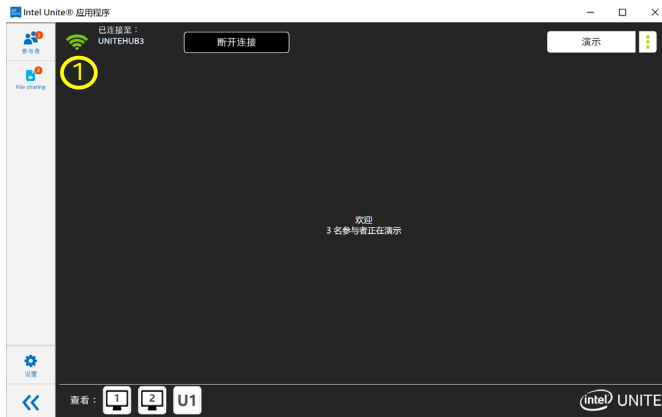 Intel Unite® 应用程序
3
参与者
已连接至：
UNITEHUB3
断开连接
演示
File sharing
1
欢迎
3 名参与者正在演示
设置
查看：
1
2
U1
intel UNITE